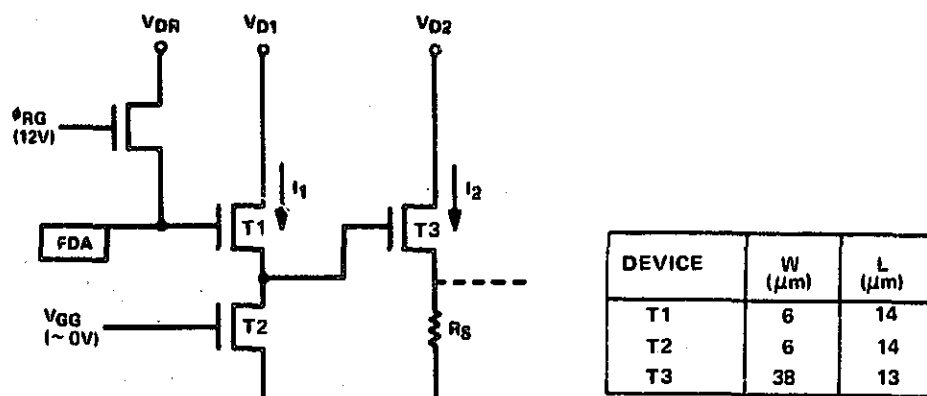 VDR
VD1
VD2
ϕRG
(12V)
I1
I2
T1
T3
FDA
VGG
(~ 0V)
T2
RS
DEVICE W (μm) L (μm)
T1 6 14
T2 6 14
T3 38 13